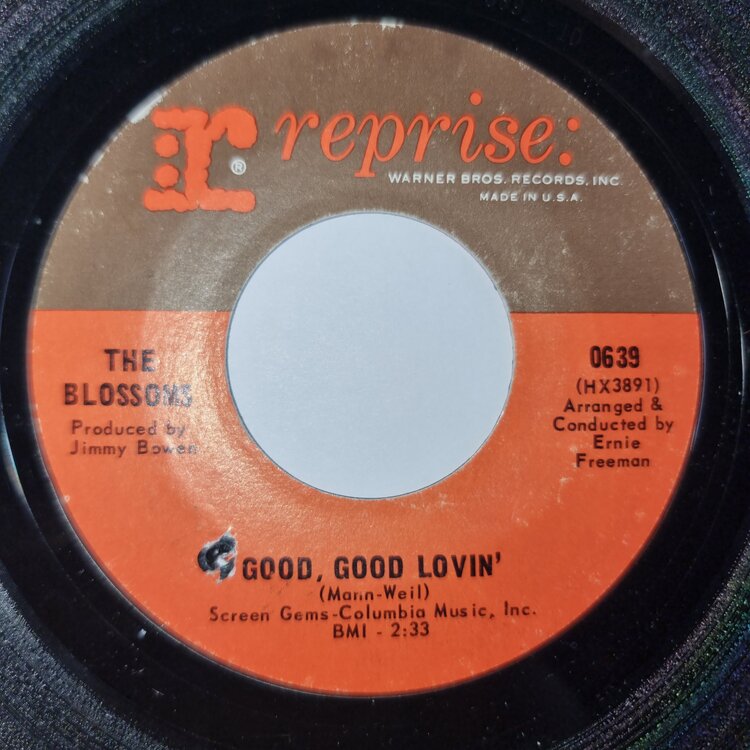 r® reprise:
WARNER BROS. RECORDS, INC.
MADE IN U.S.A.
THE
BLOSSOMS
Produced by
Jimmy Bowen
0639
(HX3891)
Arranged &
Conducted by
Ernie
Freeman
GOOD, GOOD LOVIN'
(Mann-Weil)
Screen Gems-Columbia Music, Inc.
BMI - 2:33